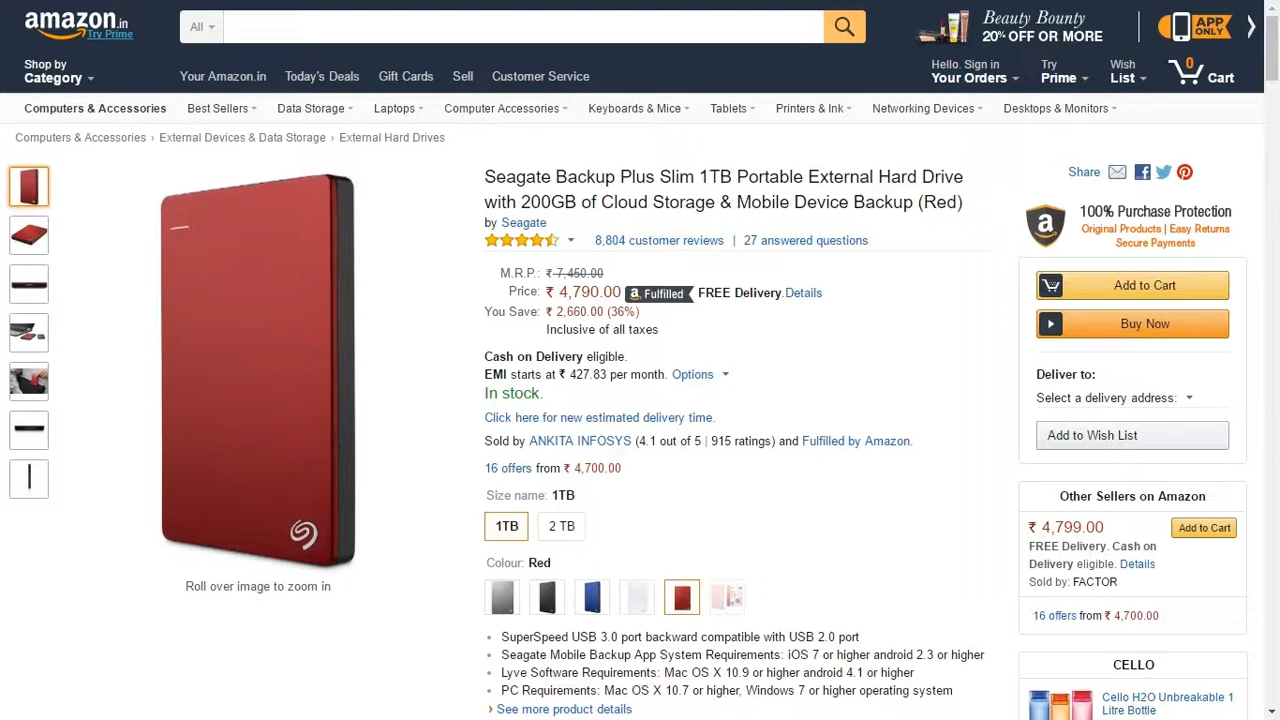 amazon.in
Try Prime
All
Beauty Bounty
20% OFF OR MORE
APP
ONLY
Shop by
Category
Your Amazon.in Today's Deals Gift Cards Sell Customer Service
Hello. Sign in
Your Orders
Try
Prime
Wish
List
0
Cart
Computers & Accessories Best Sellers Data Storage Laptops Computer Accessories Keyboards & Mice Tablets Printers & Ink Networking Devices Desktops & Monitors
Computers & Accessories › External Devices & Data Storage › External Hard Drives
Seagate Backup Plus Slim 1TB Portable External Hard Drive
with 200GB of Cloud Storage & Mobile Device Backup (Red)
by Seagate
8,804 customer reviews | 27 answered questions
M.R.P.: ₹ 7,450.00
Price: ₹ 4,790.00 a Fulfilled FREE Delivery. Details
You Save: ₹ 2,660.00 (36%)
Inclusive of all taxes
Cash on Delivery eligible.
EMI starts at ₹ 427.83 per month. Options
In stock.
Click here for new estimated delivery time.
Sold by ANKITA INFOSYS (4.1 out of 5 | 915 ratings) and Fulfilled by Amazon.
16 offers from ₹ 4,700.00
Size name: 1TB
1TB 2 TB
Colour: Red
Roll over image to zoom in
SuperSpeed USB 3.0 port backward compatible with USB 2.0 port
Seagate Mobile Backup App System Requirements: iOS 7 or higher android 2.3 or higher
Lyve Software Requirements: Mac OS X 10.9 or higher android 4.1 or higher
PC Requirements: Mac OS X 10.7 or higher, Windows 7 or higher operating system
› See more product details
Share
a
100% Purchase Protection
Original Products | Easy Returns
Secure Payments
Add to Cart
Buy Now
Deliver to:
Select a delivery address:
Add to Wish List
Other Sellers on Amazon
₹ 4,799.00 Add to Cart
FREE Delivery. Cash on
Delivery eligible. Details
Sold by: FACTOR
16 offers from ₹ 4,700.00
CELLO
Cello H2O Unbreakable 1
Litre Bottle